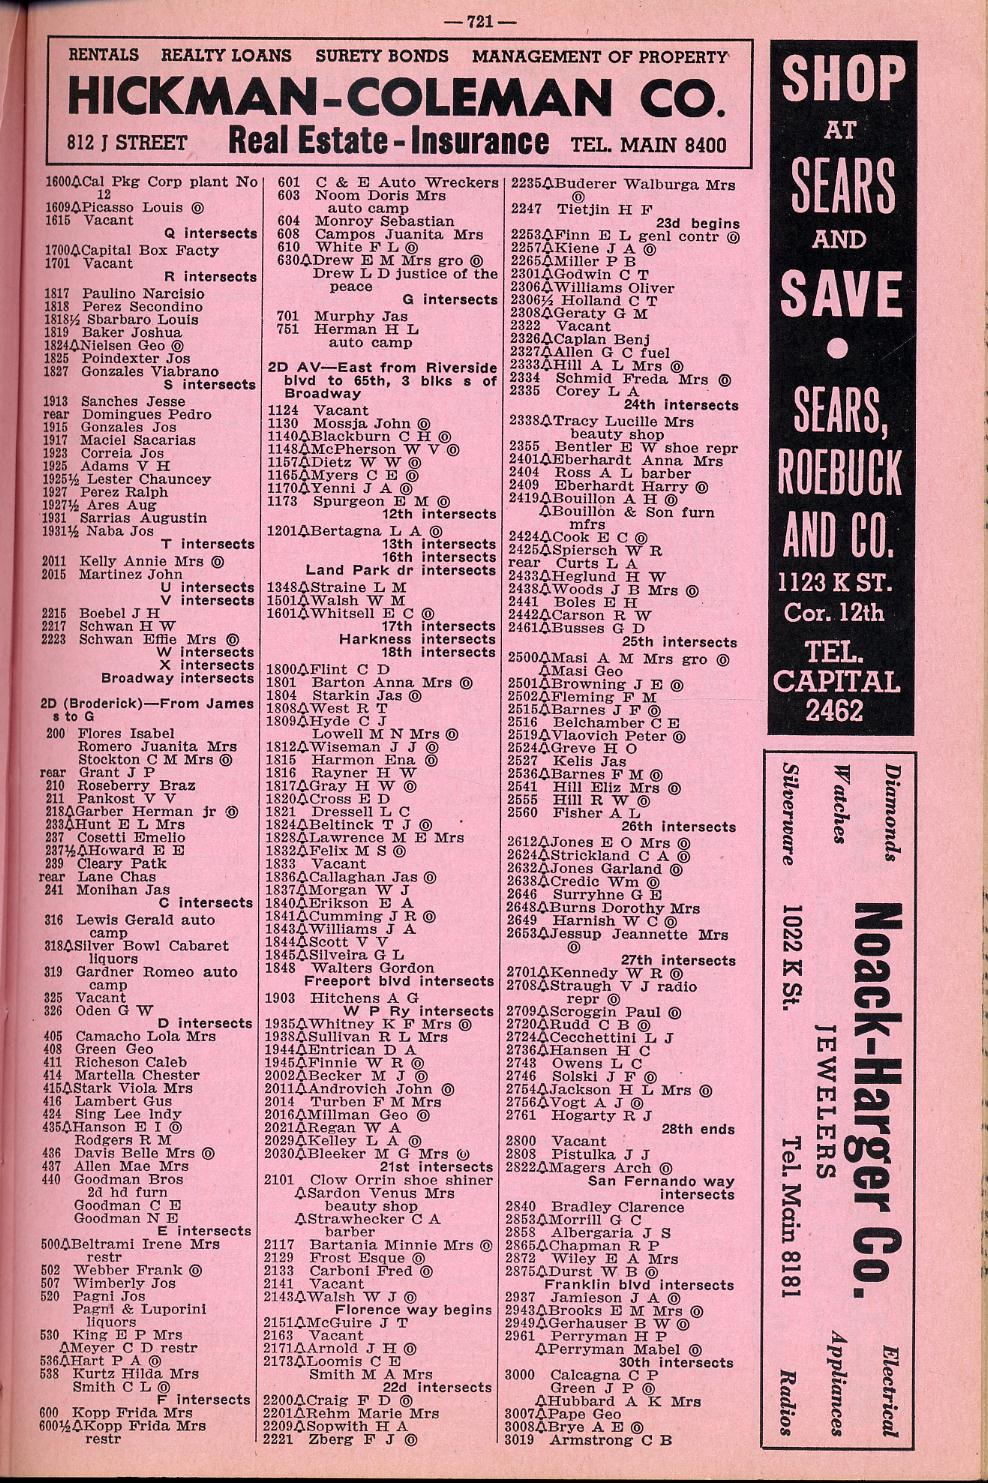 — 721 —
RENTALS REALTY LOANS SURETY BONDS MANAGEMENT OF PROPERTY
HICKMAN-COLEMAN CO.
812 J STREET Real Estate - Insurance TEL. MAIN 8400
1600△Cal Pkg Corp plant No
12
1609△Picasso Louis ⓞ
1615 Vacant
Q intersects
1700△Capital Box Facty
1701 Vacant
R intersects
1817 Paulino Narcisio
1818 Perez Secondino
1818½ Sbarbaro Louis
1819 Baker Joshua
1824△Nielsen Geo ⓞ
1825 Poindexter Jos
1827 Gonzales Viabrano
S intersects
1913 Sanches Jesse
rear Domingues Pedro
1915 Gonzales Jos
1917 Maciel Sacarias
1923 Correia Jos
1925 Adams V H
1925½ Lester Chauncey
1927 Perez Ralph
1927½ Ares Aug
1931 Sarrias Augustin
1931½ Naba Jos
T intersects
2011 Kelly Annie Mrs ⓞ
2015 Martinez John
U intersects
V intersects
2215 Boebel J H
2217 Schwan H W
2223 Schwan Effie Mrs ⓞ
W intersects
X intersects
Broadway intersects
2D (Broderick)—From James
s to G
200 Flores Isabel
Romero Juanita Mrs
Stockton C M Mrs ⓞ
rear Grant J P
210 Roseberry Braz
211 Pankost V V
218△Garber Herman jr ⓞ
233△Hunt E L Mrs
237 Cosetti Emelio
237½△Howard E E
239 Cleary Patk
rear Lane Chas
241 Monihan Jas
C intersects
316 Lewis Gerald auto
camp
318△Silver Bowl Cabaret
liquors
319 Gardner Romeo auto
camp
325 Vacant
326 Oden G W
D intersects
405 Camacho Lola Mrs
408 Green Geo
411 Richeson Caleb
414 Martella Chester
415△Stark Viola Mrs
416 Lambert Gus
424 Sing Lee lndy
435△Hanson E I ⓞ
Rodgers R M
436 Davis Belle Mrs ⓞ
437 Allen Mae Mrs
440 Goodman Bros
2d hd furn
Goodman C E
Goodman N E
E intersects
500△Beltrami Irene Mrs
restr
502 Webber Frank ⓞ
507 Wimberly Jos
520 Pagni Jos
Pagni & Luporini
liquors
530 King E P Mrs
△Meyer C D restr
536△Hart P A ⓞ
538 Kurtz Hilda Mrs
Smith C L ⓞ
F intersects
600 Kopp Frida Mrs
600½△Kopp Frida Mrs
restr
601 C & E Auto Wreckers
603 Noom Doris Mrs
auto camp
604 Monroy Sebastian
608 Campos Juanita Mrs
610 White F L ⓞ
630△Drew E M Mrs gro ⓞ
Drew L D justice of the
peace
G intersects
701 Murphy Jas
751 Herman H L
auto camp
2D AV—East from Riverside
blvd to 65th, 3 blks s of
Broadway
1124 Vacant
1130 Mossja John ⓞ
1140△Blackburn C H ⓞ
1148△McPherson W V ⓞ
1157△Dietz W W ⓞ
1165△Myers C E ⓞ
1170△Yenni J A ⓞ
1173 Spurgeon E M ⓞ
12th intersects
1201△Bertagna L A ⓞ
13th intersects
16th intersects
Land Park dr intersects
1348△Straine L M
1501△Walsh W M
1601△Whitsell E C ⓞ
17th intersects
Harkness intersects
18th intersects
1800△Flint C D
1801 Barton Anna Mrs ⓞ
1804 Starkin Jas ⓞ
1808△West R T
1809△Hyde C J
Lowell M N Mrs ⓞ
1812△Wiseman J J ⓞ
1815 Harmon Ena ⓞ
1816 Rayner H W
1817△Gray H W ⓞ
1820△Cross E D
1821 Dressell L C
1824△Beltinck T J ⓞ
1828△Lawrence M E Mrs
1832△Felix M S ⓞ
1833 Vacant
1836△Callaghan Jas ⓞ
1837△Morgan W J
1840△Erikson E A
1841△Cumming J R ⓞ
1843△Williams J A
1844△Scott V V
1845△Silveira G L
1848 Walters Gordon
Freeport blvd intersects
1903 Hitchens A G
W P Ry intersects
1935△Whitney K F Mrs ⓞ
1938△Sullivan R L Mrs
1944△Entrican D A
1945△Finnie W R ⓞ
2002△Becker M J ⓞ
2011△Androvich John ⓞ
2014 Turben F M Mrs
2016△Millman Geo ⓞ
2021△Regan W A
2029△Kelley L A ⓞ
2030△Bleeker M G Mrs ⓞ
21st intersects
2101 Clow Orrin shoe shiner
△Sardon Venus Mrs
beauty shop
△Strawhecker C A
barber
2117 Bartania Minnie Mrs ⓞ
2129 Frost Esque ⓞ
2133 Carboni Fred ⓞ
2141 Vacant
2143△Walsh W J ⓞ
Florence way begins
2151△McGuire J T
2163 Vacant
2171△Arnold J H ⓞ
2173△Loomis C E
Smith M A Mrs
22d intersects
2200△Craig F D ⓞ
2201△Rehm Marie Mrs
2209△Sopwith H A
2221 Zberg F J ⓞ
2235△Buderer Walburga Mrs
ⓞ
2247 Tietjin H F
23d begins
2253△Finn E L genl contr ⓞ
2257△Kiene J A ⓞ
2265△Miller P B
2301△Godwin C T
2306△Williams Oliver
2306½ Holland C T
2308△Geraty G M
2322 Vacant
2326△Caplan Benj
2327△Allen G C fuel
2333△Hill A L Mrs ⓞ
2334 Schmid Freda Mrs ⓞ
2335 Corey L A
24th intersects
2338△Tracy Lucille Mrs
beauty shop
2355 Bentler E W shoe repr
2401△Eberhardt Anna Mrs
2404 Ross A L barber
2409 Eberhardt Harry ⓞ
2419△Bouillon A H ⓞ
△Bouillon & Son furn
mfrs
2424△Cook E C ⓞ
2425△Spiersch W R
rear Curts L A
2433△Heglund H W
2438△Woods J B Mrs ⓞ
2441 Boles E H
2442△Carson R W
2461△Busses G D
25th intersects
2500△Masi A M Mrs gro ⓞ
△Masi Geo
2501△Browning J E ⓞ
2502△Fleming F M
2515△Barnes J F ⓞ
2516 Belchamber C E
2519△Vlaovich Peter ⓞ
2524△Greve H O
2527 Kelis Jas
2536△Barnes F M ⓞ
2541 Hill Eliz Mrs ⓞ
2555 Hill R W ⓞ
2560 Fisher A L
26th intersects
2612△Jones E O Mrs ⓞ
2624△Strickland C A ⓞ
2632△Jones Garland ⓞ
2638△Credic Wm ⓞ
2646 Surryhne G E
2648△Burns Dorothy Mrs
2649 Harnish W C ⓞ
2653△Jessup Jeannette Mrs
ⓞ
27th intersects
2701△Kennedy W R ⓞ
2708△Straugh V J radio
repr ⓞ
2709△Scroggin Paul ⓞ
2720△Rudd C B ⓞ
2724△Cecchettini L J
2736△Hansen H C
2743 Owens L C
2746 Solski J F ⓞ
2754△Jackson H L Mrs ⓞ
2756△Vogt A J ⓞ
2761 Hogarty R J
28th ends
2800 Vacant
2808 Pistulka J J
2822△Magers Arch ⓞ
San Fernando way
intersects
2840 Bradley Clarence
2853△Morrill G C
2858 Albergaria J S
2865△Chapman R P
2872 Wiley E A Mrs
2875△Durst W B ⓞ
Franklin blvd intersects
2937 Jamieson J A ⓞ
2943△Brooks E M Mrs ⓞ
2949△Gerhauser B W ⓞ
2961 Perryman H P
△Perryman Mabel ⓞ
30th intersects
3000 Calcagna C P
Green J P ⓞ
△Hubbard A K Mrs
3007△Pape Geo
3008△Brye A E ⓞ
3019 Armstrong C B
SHOP
AT
SEARS
AND
SAVE
●
SEARS,
ROEBUCK
AND CO.
1123 K ST.
Cor. 12th
TEL.
CAPITAL
2462
Diamonds
Watches
Silverware
Noack-Harger Co.
JEWELERS
1022 K St. Tel. Main 8181
Electrical
Appliances
Radios